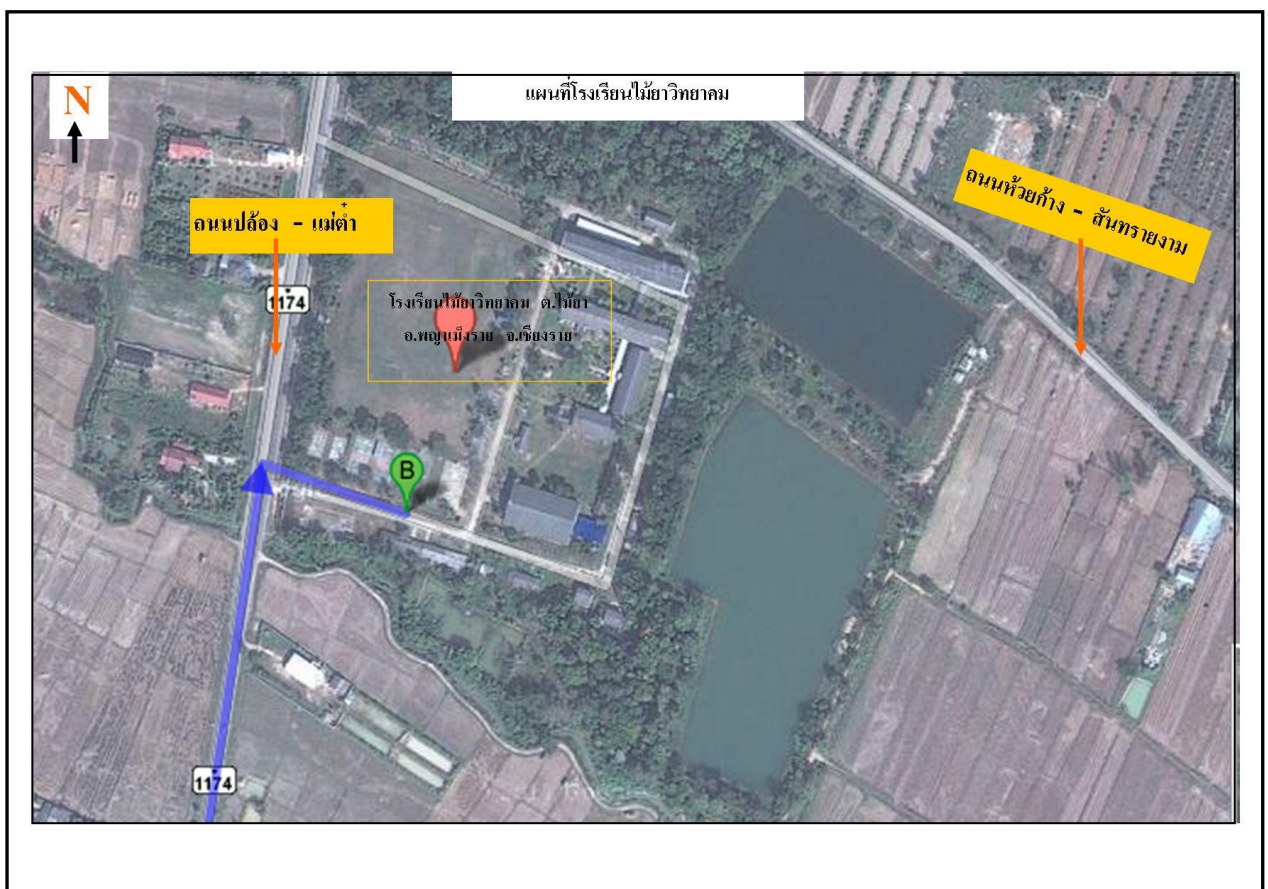 แผนที่โรงเรียนไม้ยาวิทยาคม
N
ถนนห้วยก้าง - สันทรายงาม
ถนนปล้อง - แม่ต๋ำ
1174
โรงเรียนไม้ยาวิทยาคม ต.ไม้ยา
อ.พญาเม็งราย จ.เชียงราย
B
1174